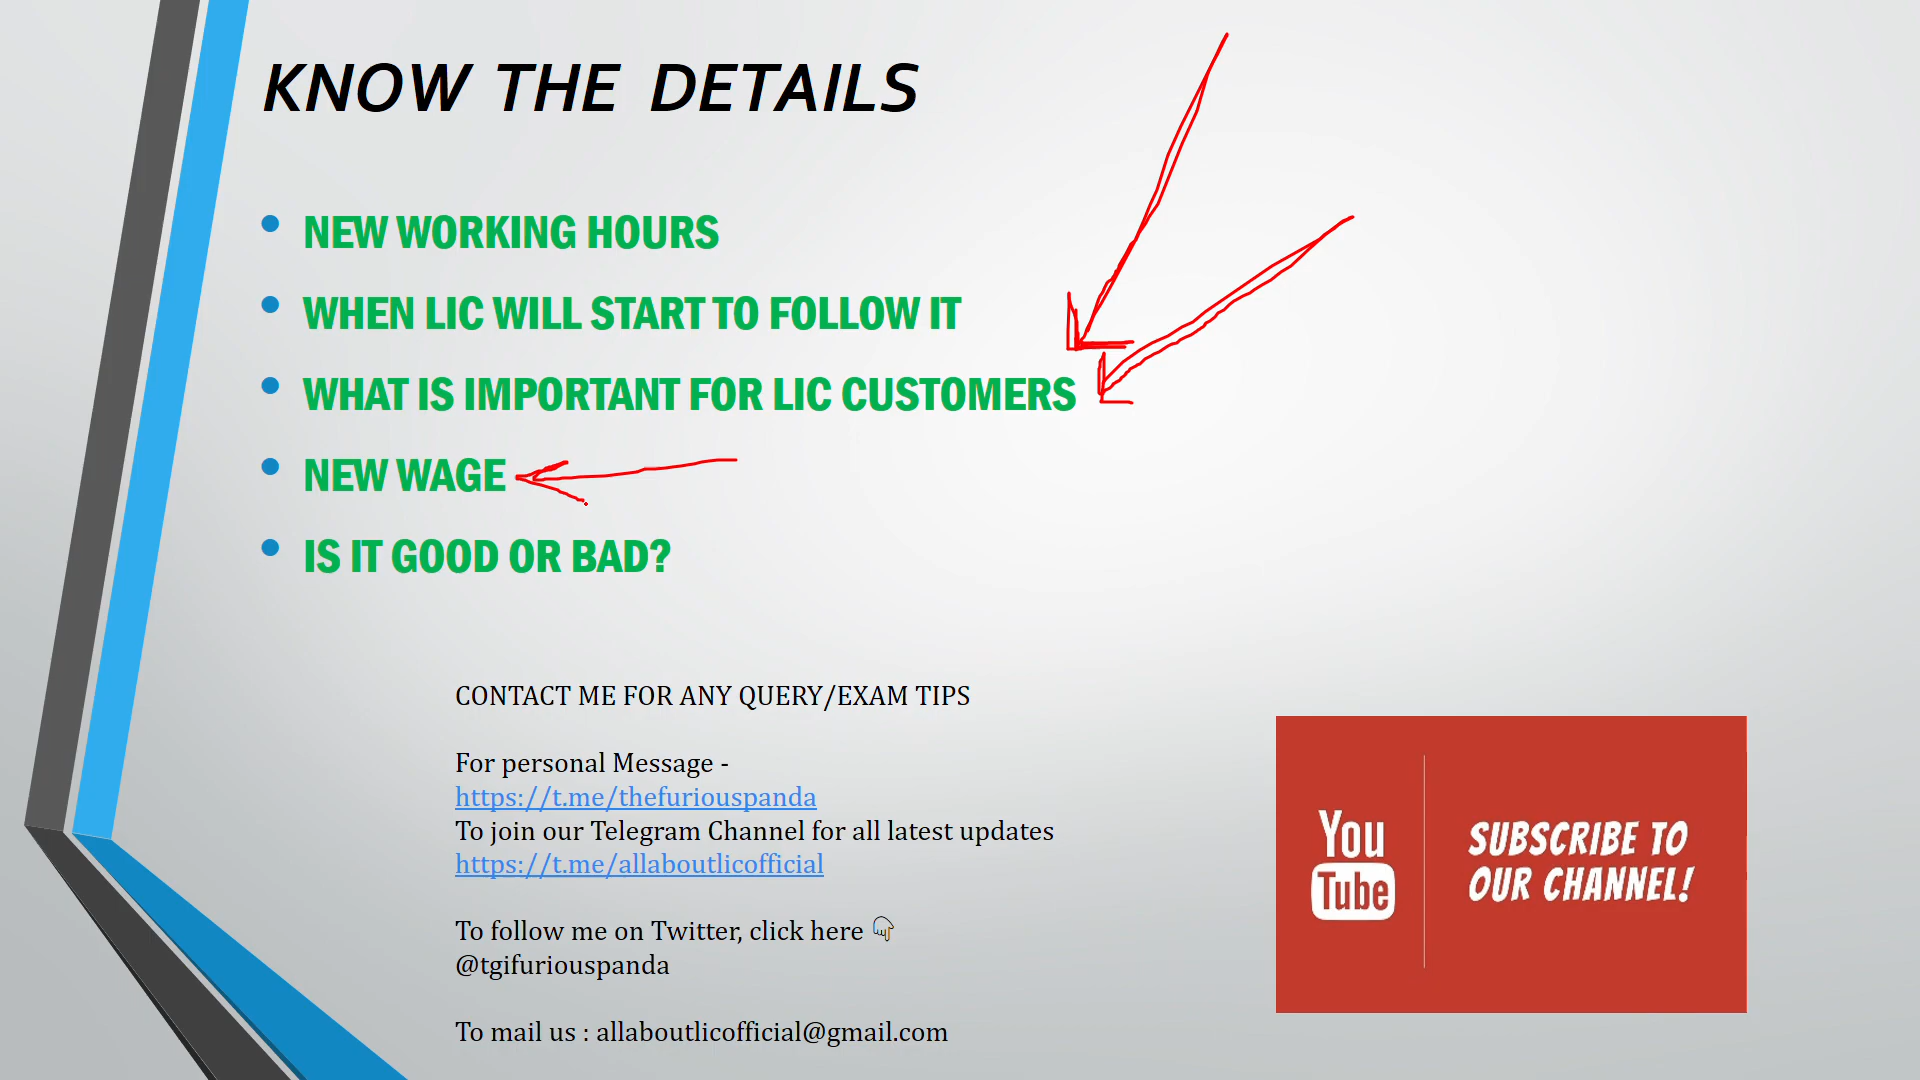 KNOW THE DETAILS
NEW WORKING HOURS
WHEN LIC WILL START TO FOLLOW IT
WHAT IS IMPORTANT FOR LIC CUSTOMERS
NEW WAGE
IS IT GOOD OR BAD?
CONTACT ME FOR ANY QUERY/EXAM TIPS
For personal Message -
https://t.me/thefuriouspanda
To join our Telegram Channel for all latest updates
https://t.me/allaboutlicofficial
To follow me on Twitter, click here 👇
@tgifuriouspanda
To mail us : allaboutlicofficial@gmail.com
You
Tube
SUBSCRIBE TO
OUR CHANNEL!